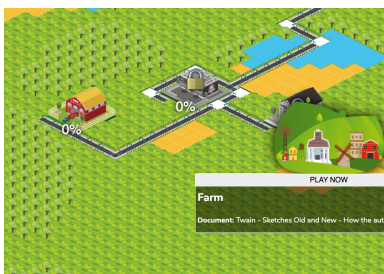 0%
0%
PLAY NOW
Farm
Document: Twain - Sketches Old and New - How the aut